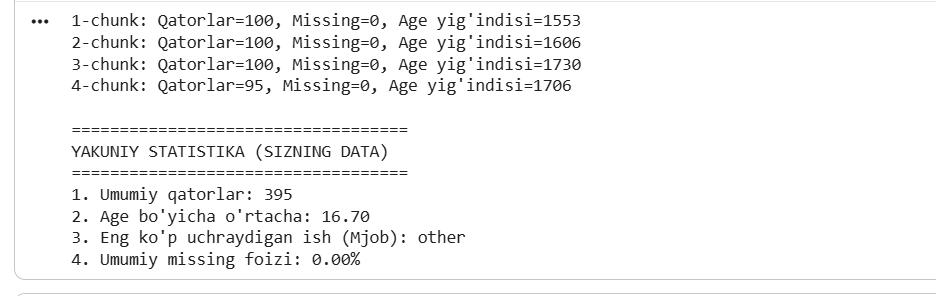 1-chunk: Qatorlar=100, Missing=0, Age yig'indisi=1553
2-chunk: Qatorlar=100, Missing=0, Age yig'indisi=1606
3-chunk: Qatorlar=100, Missing=0, Age yig'indisi=1730
4-chunk: Qatorlar=95, Missing=0, Age yig'indisi=1706
===================================
YAKUNIY STATISTIKA (SIZNING DATA)
===================================
1. Umumiy qatorlar: 395
2. Age bo'yicha o'rtacha: 16.70
3. Eng ko'p uchraydigan ish (Mjob): other
4. Umumiy missing foizi: 0.00%